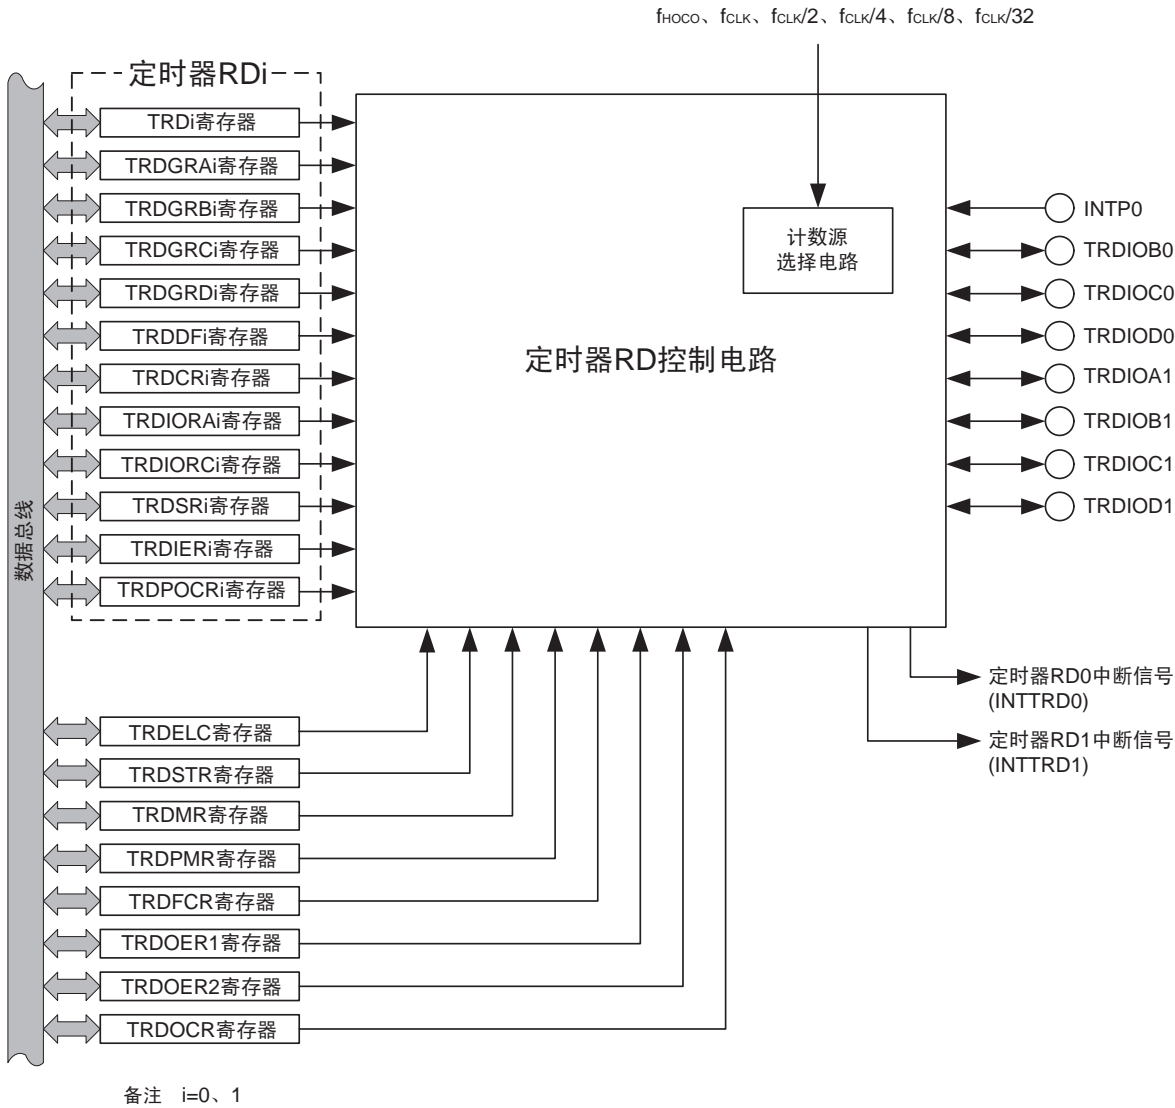 fHOCO、fCLK、fCLK/2、fCLK/4、fCLK/8、fCLK/32
定时器RDi
TRDi寄存器
TRDGRAi寄存器
TRDGRBi寄存器
TRDGRCi寄存器
TRDGRDi寄存器
TRDDFi寄存器
TRDCRi寄存器
TRDIORAi寄存器
TRDIORCi寄存器
TRDSRi寄存器
TRDIERi寄存器
TRDPOCRi寄存器
数据总线
计数源
选择电路
定时器RD控制电路
INTP0
TRDIOB0
TRDIOC0
TRDIOD0
TRDIOA1
TRDIOB1
TRDIOC1
TRDIOD1
定时器RD0中断信号
(INTTRD0)
定时器RD1中断信号
(INTTRD1)
TRDELC寄存器
TRDSTR寄存器
TRDMR寄存器
TRDPMR寄存器
TRDFCR寄存器
TRDOER1寄存器
TRDOER2寄存器
TRDOCR寄存器
备注 i=0、1